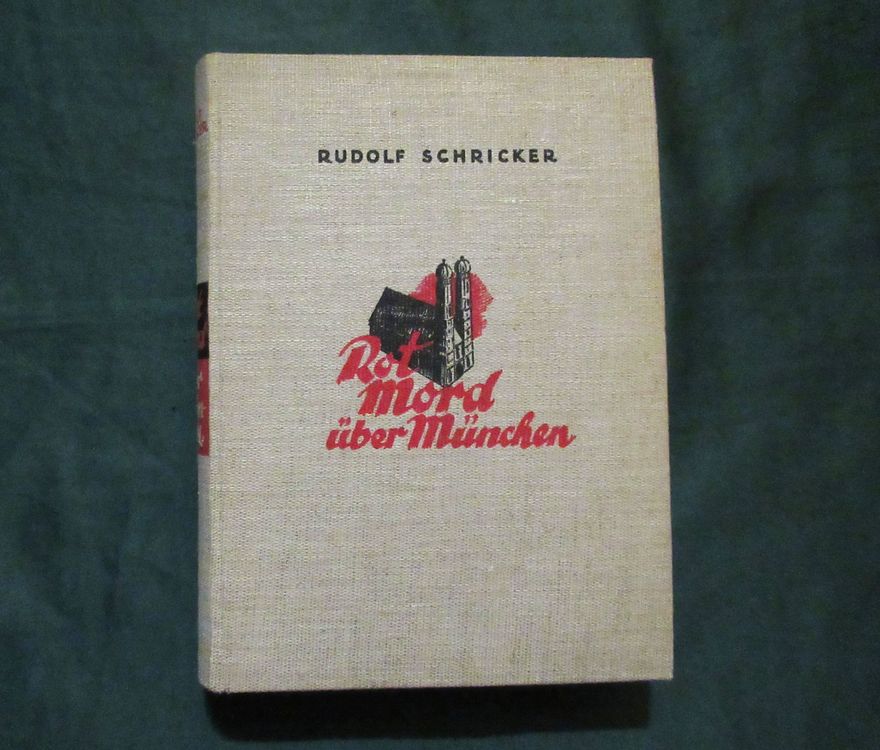 RUDOLF SCHRICKER
Rot
Mord
über München